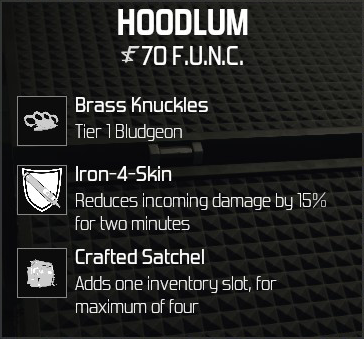 HOODLUM
70 F.U.N.C.
Brass Knuckles
Tier 1 Bludgeon
Iron-4-Skin
Reduces incoming damage by 15%
for two minutes
Crafted Satchel
Adds one inventory slot, for
maximum of four